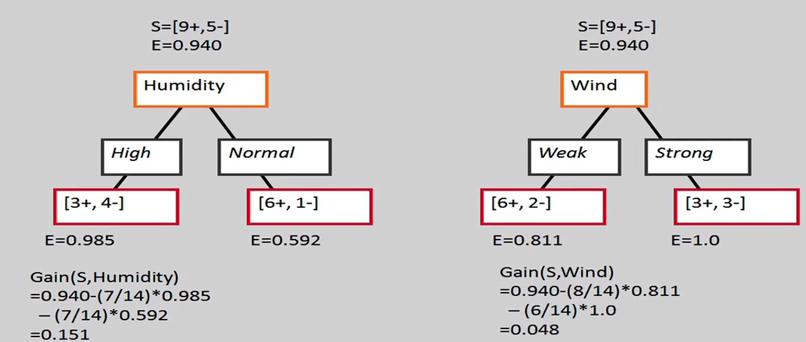 S=[9+,5-]
E=0.940
Humidity
High
Normal
[3+, 4-]
[6+, 1-]
E=0.985
E=0.592
Gain(S,Humidity)
=0.940-(7/14)*0.985
–(7/14)*0.592
=0.151
S=[9+,5-]
E=0.940
Wind
Weak
Strong
[6+, 2-]
[3+, 3-]
E=0.811
E=1.0
Gain(S,Wind)
=0.940-(8/14)*0.811
–(6/14)*1.0
=0.048